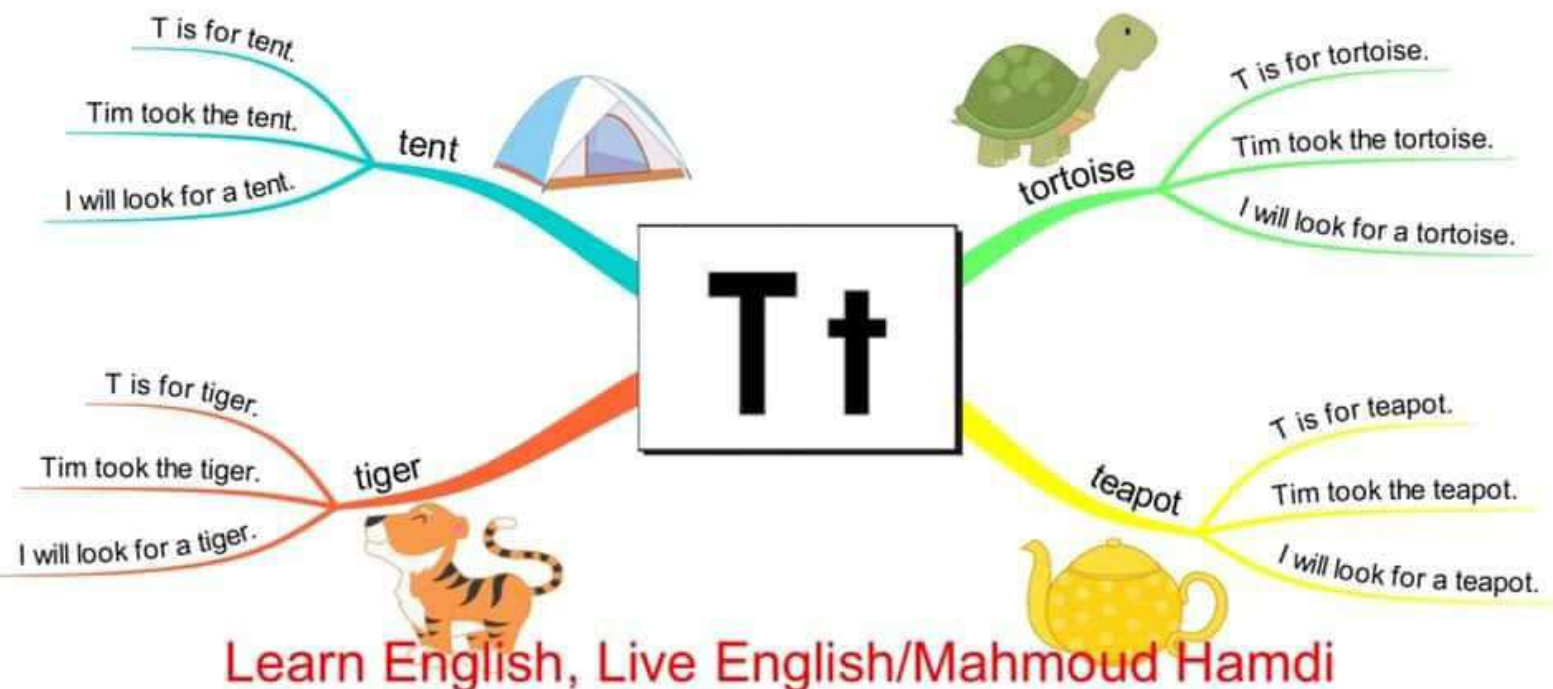 T is for tent.
Tim took the tent.
I will look for a tent.
tent
tortoise
T is for tortoise.
Tim took the tortoise.
I will look for a tortoise.
T t
T is for tiger.
Tim took the tiger.
I will look for a tiger.
tiger
teapot
T is for teapot.
Tim took the teapot.
I will look for a teapot.
Learn English, Live English/Mahmoud Hamdi